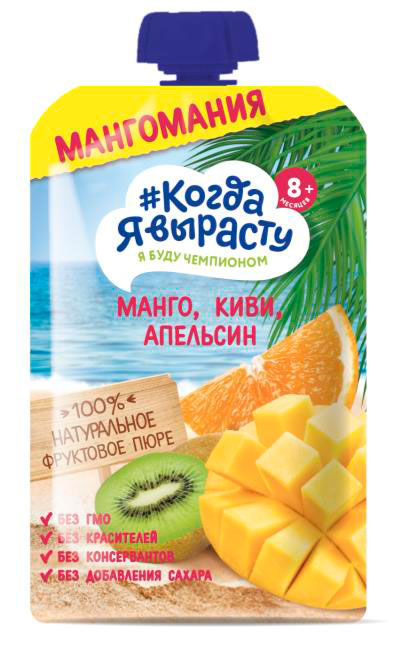 МАНГОМАНИЯ
#Когда
Я вырасту
8+
МЕСЯЦЕВ
Я БУДУ ЧЕМПИОНОМ
МАНГО, КИВИ,
АПЕЛЬСИН
100%
НАТУРАЛЬНОЕ
ФРУКТОВОЕ ПЮРЕ
БЕЗ ГМО
БЕЗ КРАСИТЕЛЕЙ
БЕЗ КОНСЕРВАНТОВ
БЕЗ ДОБАВЛЕНИЯ САХАРА